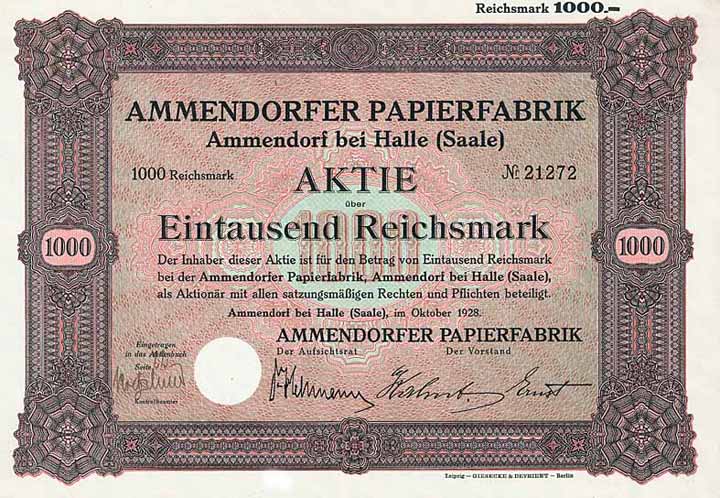 Reichsmark 1000.—
AMMENDORFER PAPIERFABRIK
Ammendorf bei Halle (Saale)
1000 Reichsmark AKTIE № 21272
über
Eintausend Reichsmark
1000 1000 1000
Der Inhaber dieser Aktie ist für den Betrag von Eintausend Reichsmark
bei der Ammendorfer Papierfabrik, Ammendorf bei Halle (Saale),
als Aktionär mit allen satzungsmäßigen Rechten und Pflichten beteiligt.
Ammendorf bei Halle (Saale), im Oktober 1928.
AMMENDORFER PAPIERFABRIK
Der Aufsichtsrat Der Vorstand
Eingetragen
in das Aktienbuch
Seite
Kontrollbeamter
Ernst
Leipzig — GIESECKE & DEVRIENT — Berlin